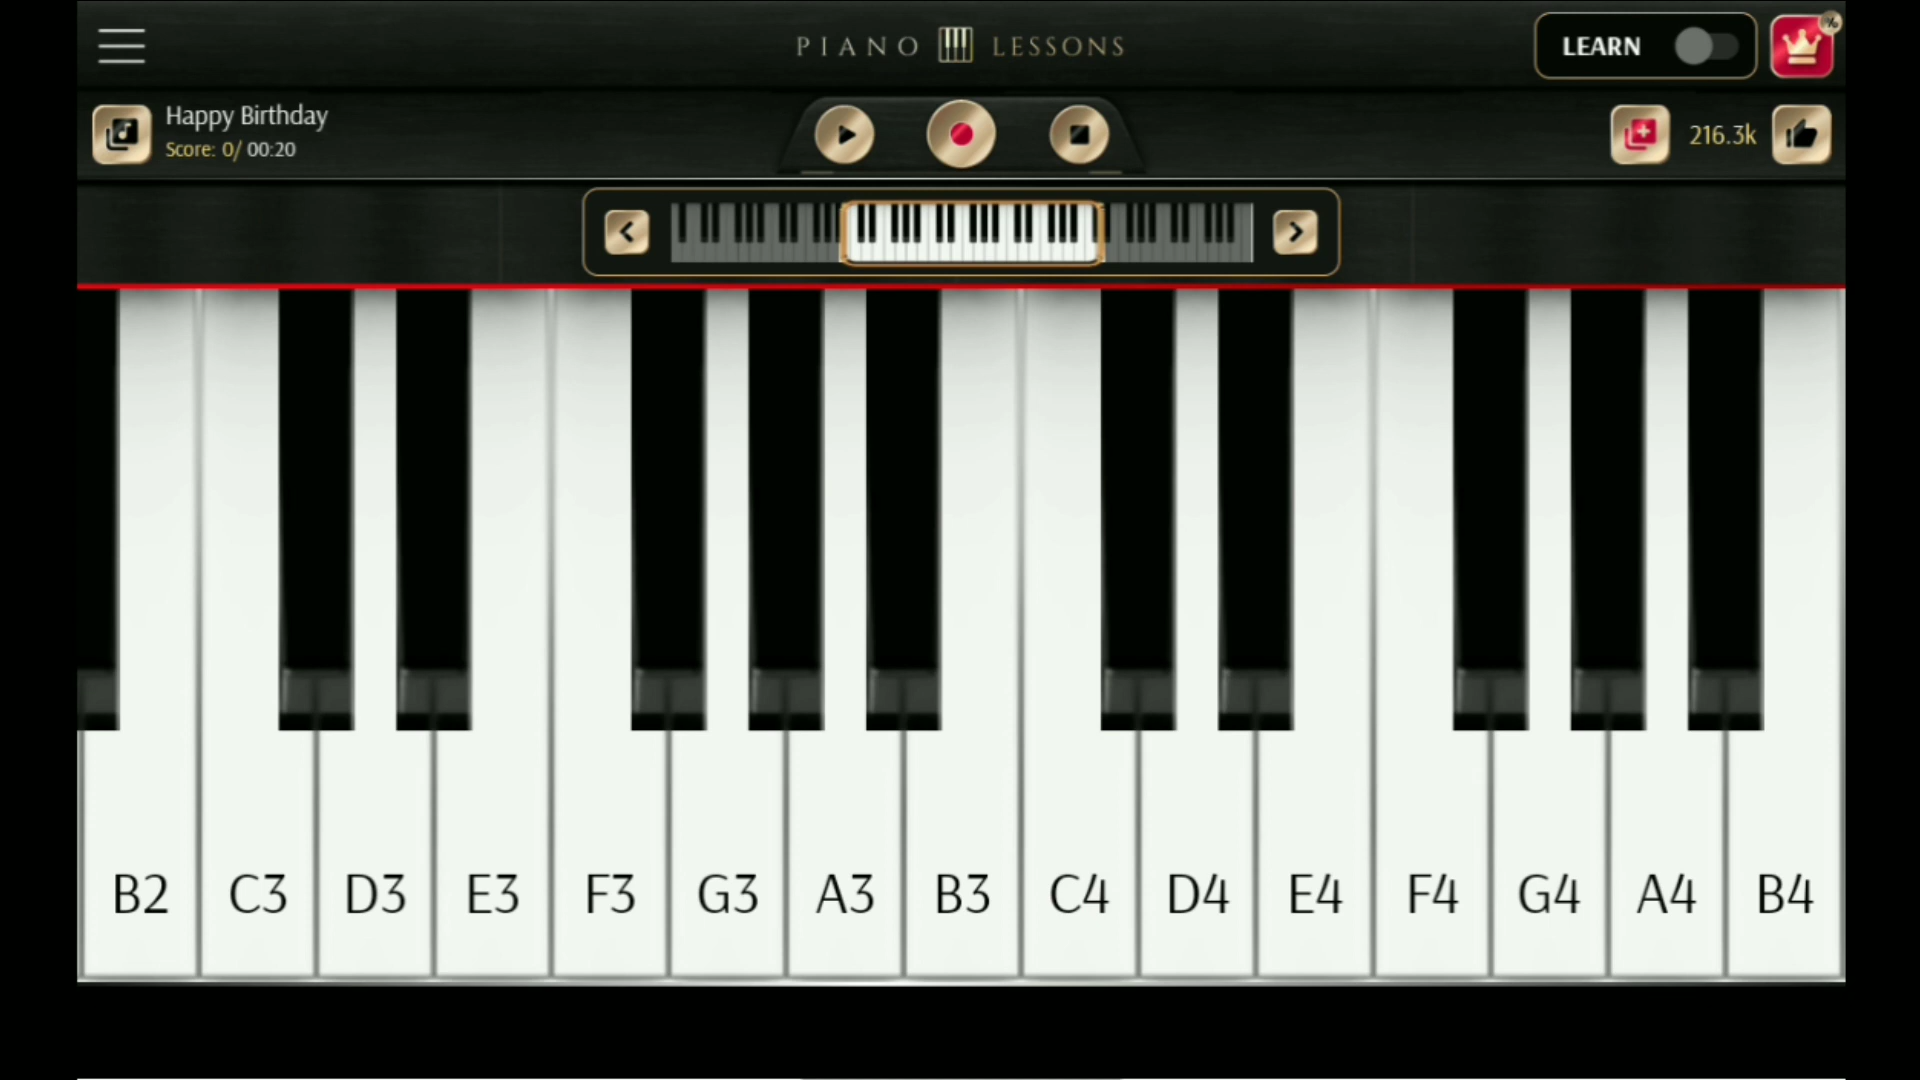 PIANO LESSONS
LEARN
%
Happy Birthday
Score: 0/ 00:20
216.3k
B2 C3 D3 E3 F3 G3 A3 B3 C4 D4 E4 F4 G4 A4 B4